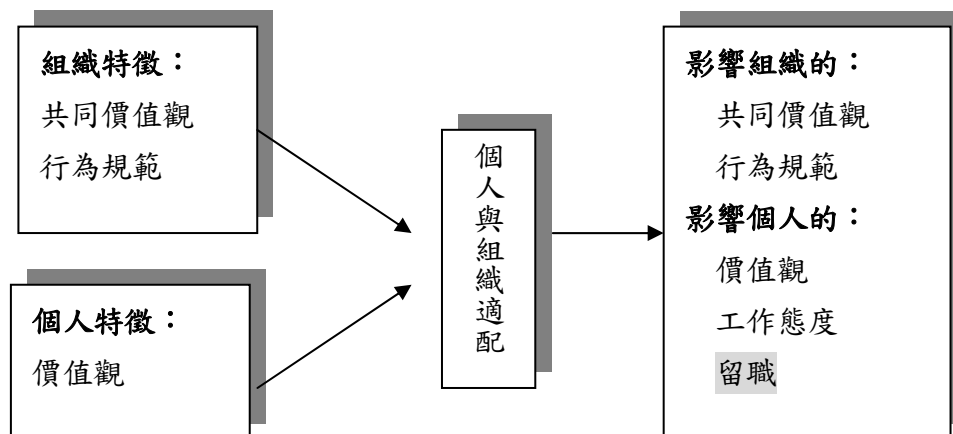 組織特徵：
共同價值觀
行為規範
個人特徵：
價值觀
個人與組織適配
影響組織的：
共同價值觀
行為規範
影響個人的：
價值觀
工作態度
留職